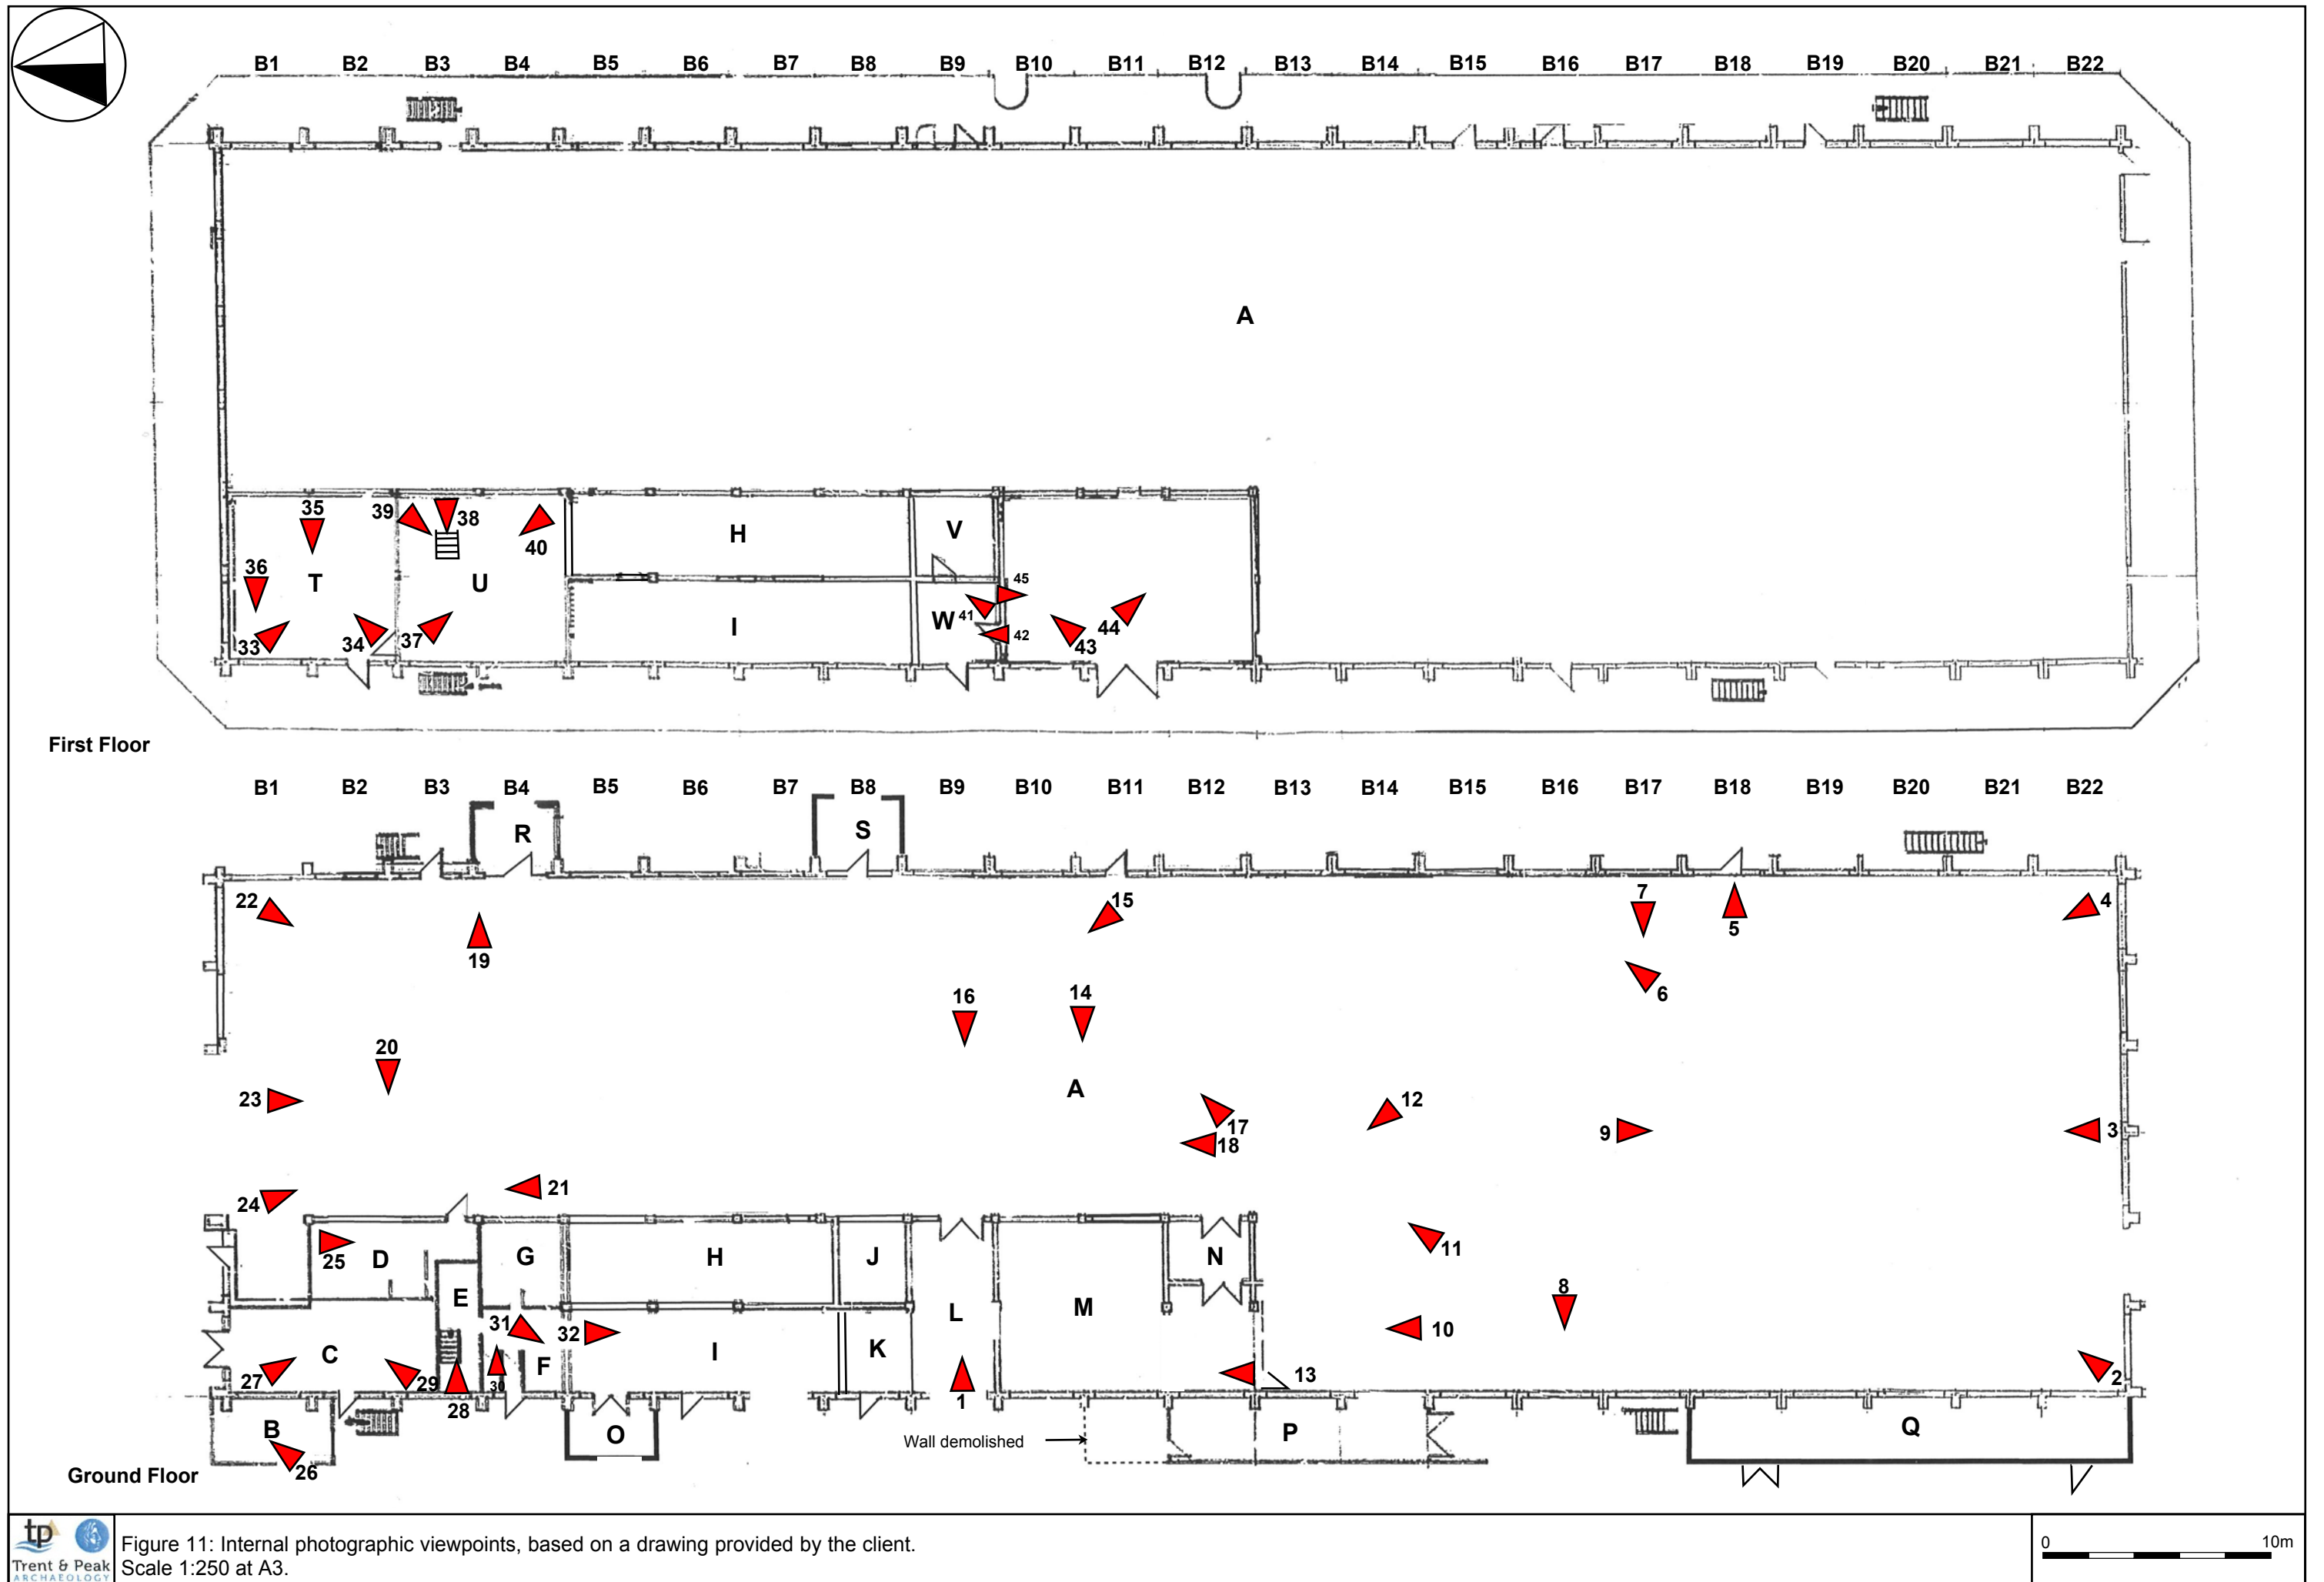 B1 B2 B3 B4 B5 B6 B7 B8 B9 B10 B11 B12 B13 B14 B15 B16 B17 B18 B19 B20 B21 B22
A
35 39 38
40 H V
36 T U 45
I W 41 42
33 34 37 43 44
First Floor
B1 B2 B3 B4 B5 B6 B7 B8 B9 B10 B11 B12 B13 B14 B15 B16 B17 B18 B19 B20 B21 B22
R S
22 15 7 4
19 5
16 14 6
20
23 A 12
17 18 9 3
24 21
25 D G H J N 11
E L M 8
31 32 10
C F I K
27 29 30 13 2
28 1
B O P Q
Wall demolished
26
Ground Floor
tp
Trent & Peak
ARCHAEOLOGY
Figure 11: Internal photographic viewpoints, based on a drawing provided by the client.
Scale 1:250 at A3.
0 10m